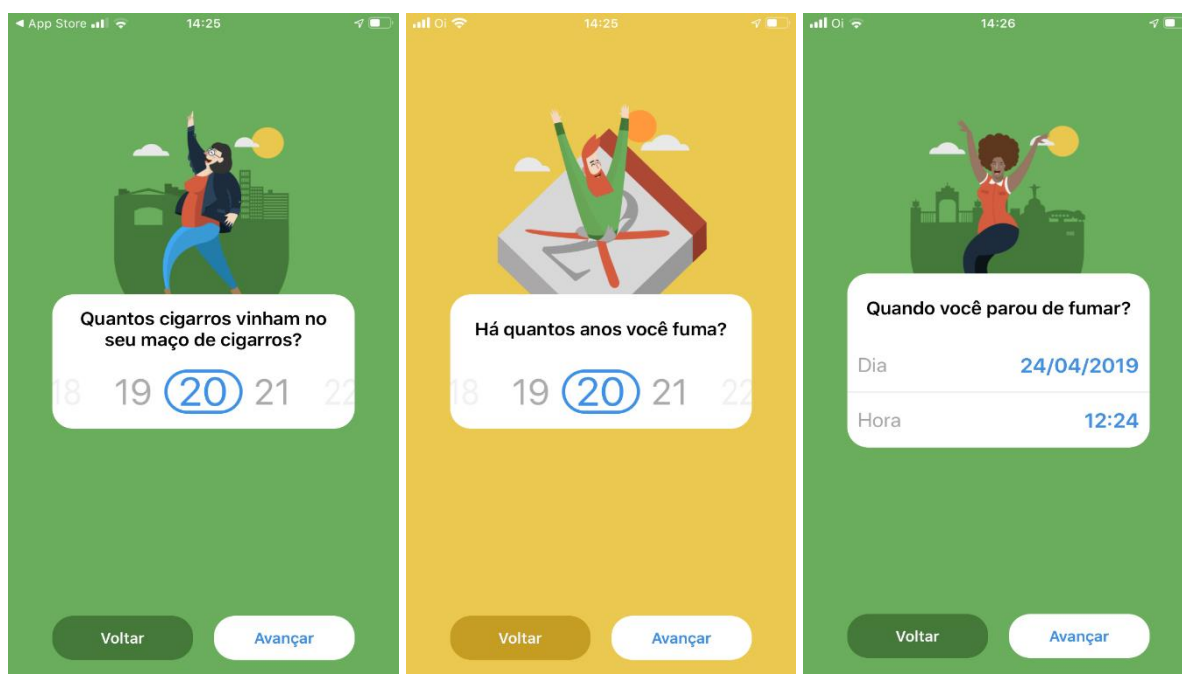 ◀ App Store
14:25
Quantos cigarros vinham no
seu maço de cigarros?
18 19 20 21 22
Voltar
Avançar
Oi
14:25
2
Há quantos anos você fuma?
18 19 20 21 22
Voltar
Avançar
Oi
14:26
Quando você parou de fumar?
Dia 24/04/2019
Hora 12:24
Voltar
Avançar